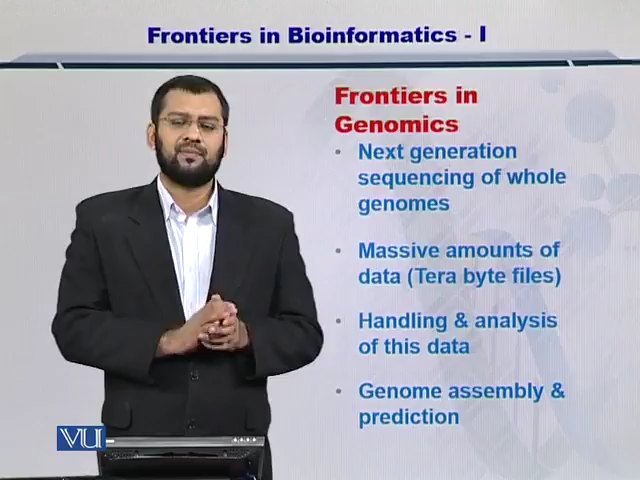 Frontiers in Bioinformatics - I
Frontiers in
Genomics
• Next generation
sequencing of whole
genomes
• Massive amounts of
data (Tera byte files)
• Handling & analysis
of this data
• Genome assembly &
prediction
VU